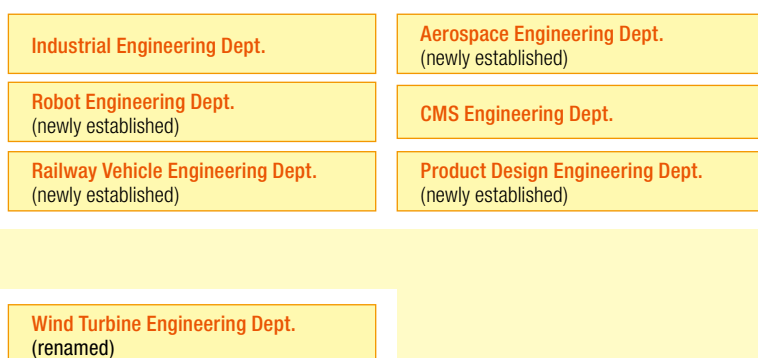 Industrial Engineering Dept.
Aerospace Engineering Dept.
(newly established)
Robot Engineering Dept.
(newly established)
CMS Engineering Dept.
Railway Vehicle Engineering Dept.
(newly established)
Product Design Engineering Dept.
(newly established)
Wind Turbine Engineering Dept.
(renamed)